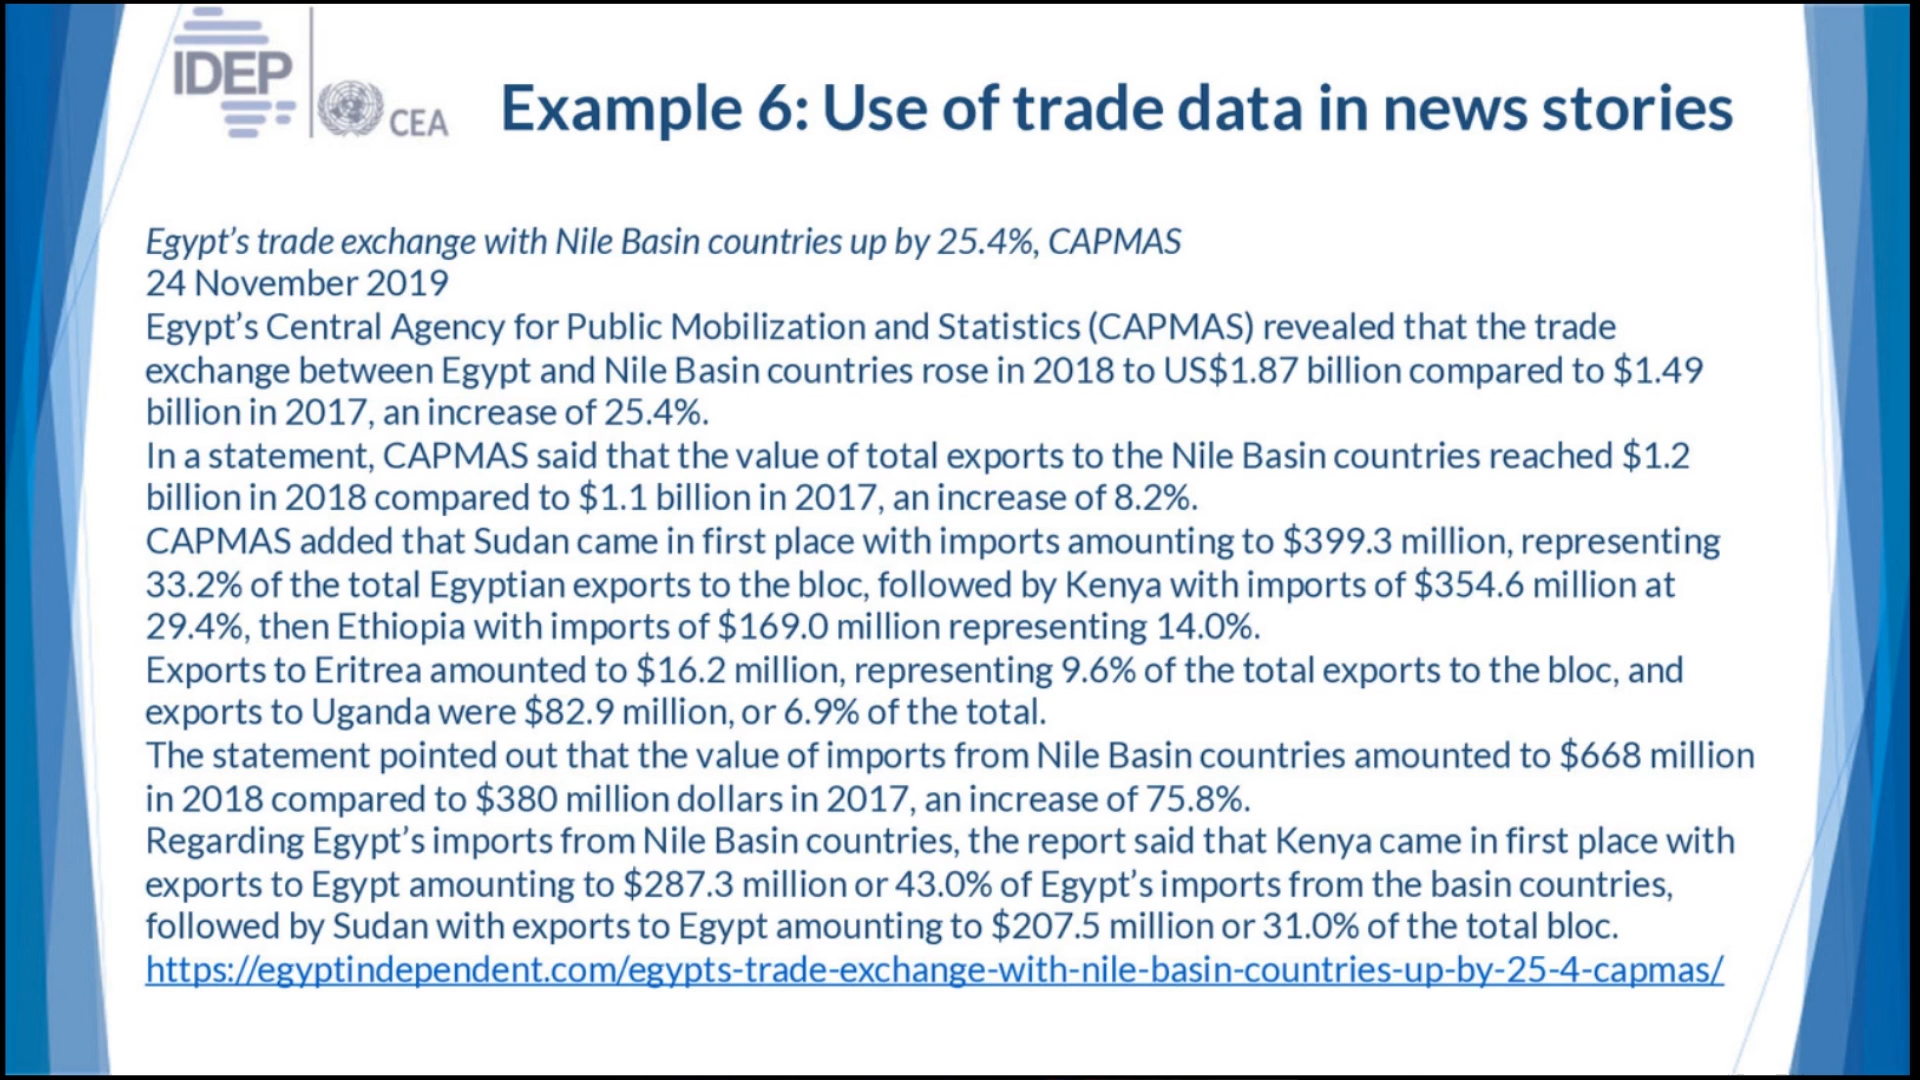 IDEP
CEA
Example 6: Use of trade data in news stories
Egypt's trade exchange with Nile Basin countries up by 25.4%, CAPMAS
24 November 2019
Egypt's Central Agency for Public Mobilization and Statistics (CAPMAS) revealed that the trade
exchange between Egypt and Nile Basin countries rose in 2018 to US$1.87 billion compared to $1.49
billion in 2017, an increase of 25.4%.
In a statement, CAPMAS said that the value of total exports to the Nile Basin countries reached $1.2
billion in 2018 compared to $1.1 billion in 2017, an increase of 8.2%.
CAPMAS added that Sudan came in first place with imports amounting to $399.3 million, representing
33.2% of the total Egyptian exports to the bloc, followed by Kenya with imports of $354.6 million at
29.4%, then Ethiopia with imports of $169.0 million representing 14.0%.
Exports to Eritrea amounted to $16.2 million, representing 9.6% of the total exports to the bloc, and
exports to Uganda were $82.9 million, or 6.9% of the total.
The statement pointed out that the value of imports from Nile Basin countries amounted to $668 million
in 2018 compared to $380 million dollars in 2017, an increase of 75.8%.
Regarding Egypt's imports from Nile Basin countries, the report said that Kenya came in first place with
exports to Egypt amounting to $287.3 million or 43.0% of Egypt's imports from the basin countries,
followed by Sudan with exports to Egypt amounting to $207.5 million or 31.0% of the total bloc.
https://egyptindependent.com/egypts-trade-exchange-with-nile-basin-countries-up-by-25-4-capmas/